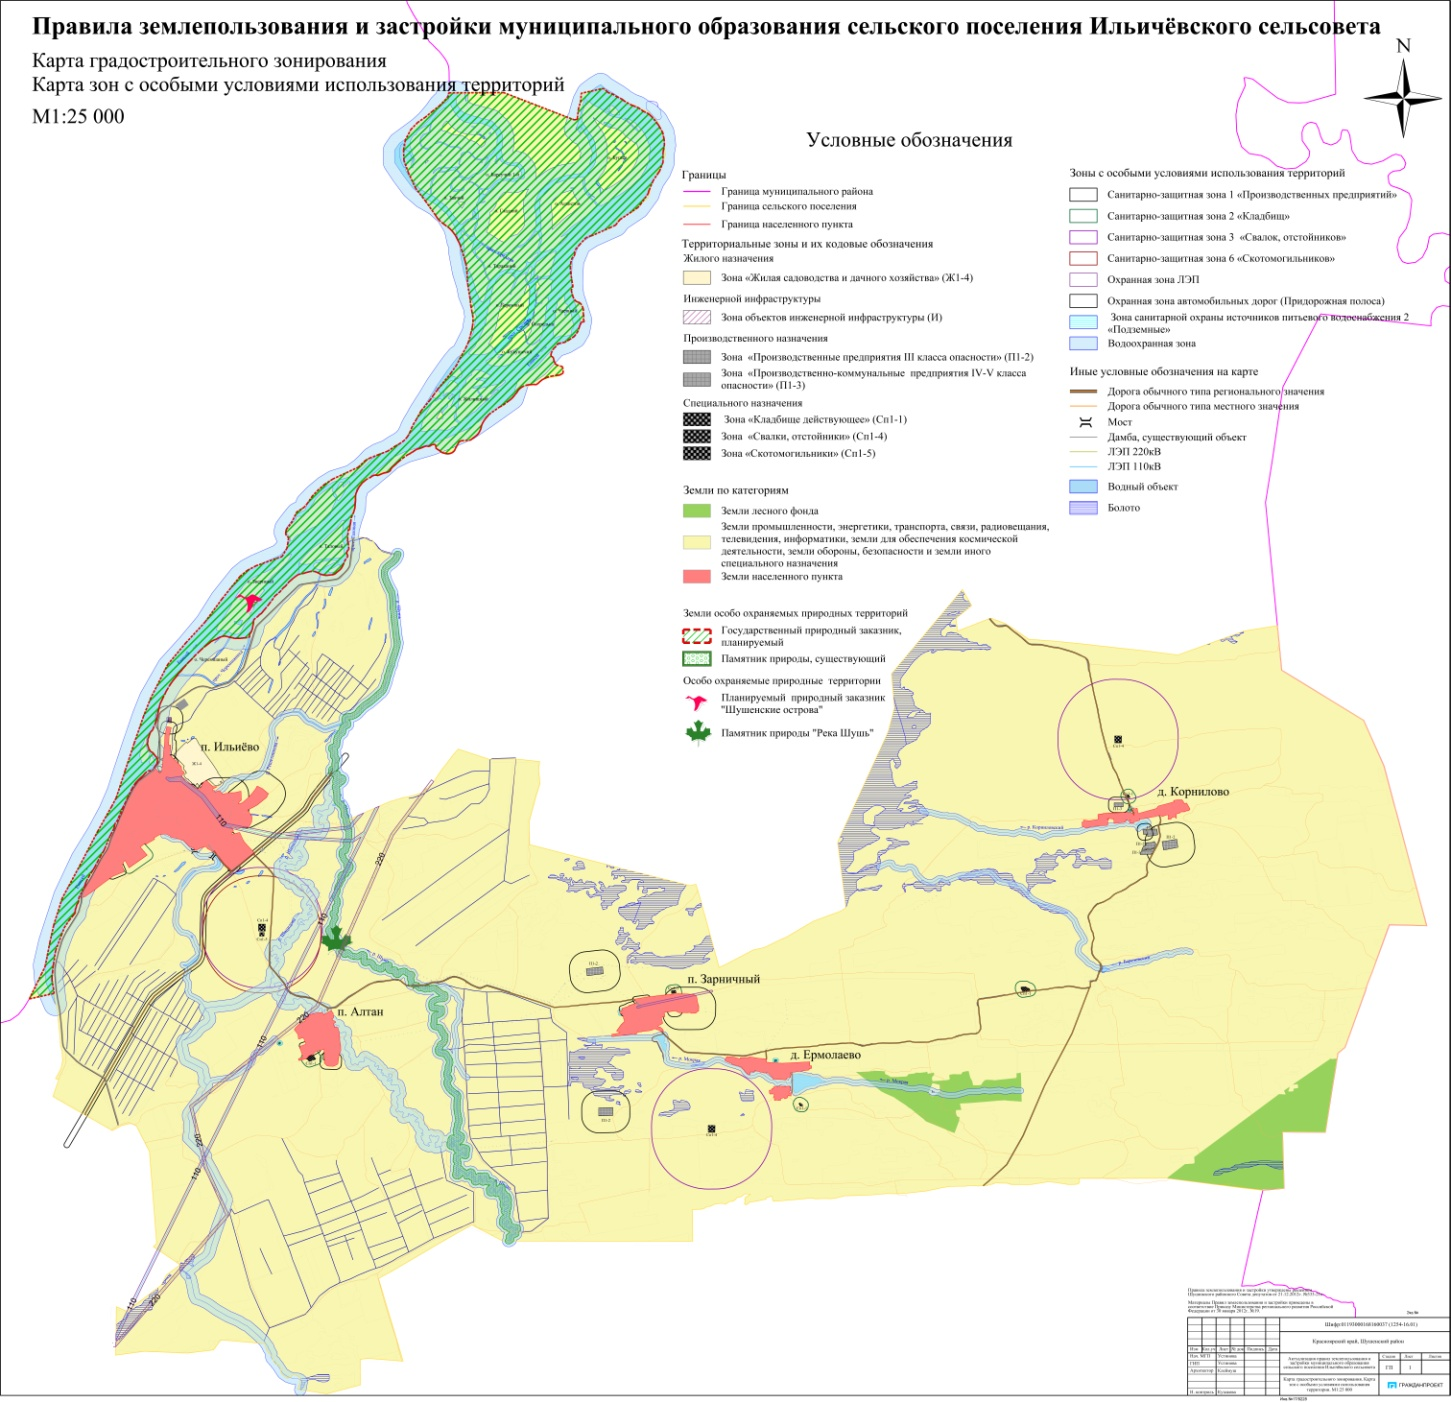 Правила землепользования и застройки муниципального образования сельского поселения Ильичёвского сельсовета
Карта градостроительного зонирования
Карта зон с особыми условиями использования территорий
М1:25 000
N
Условные обозначения
Границы
Граница муниципального района
Граница сельского поселения
Граница населенного пункта
Территориальные зоны и их кодовые обозначения
Жилого назначения
Зона «Жилая садоводства и дачного хозяйства» (Ж1-4)
Инженерной инфраструктуры
Зона объектов инженерной инфраструктуры (И)
Производственного назначения
Зона «Производственные предприятия III класса опасности» (П1-2)
Зона «Производственно-коммунальные предприятия IV-V класса
опасности» (П1-3)
Специального назначения
Зона «Кладбище действующее» (Сп1-1)
Зона «Свалки, отстойники» (Сп1-4)
Зона «Скотомогильники» (Сп1-5)
Земли по категориям
Земли лесного фонда
Земли промышленности, энергетики, транспорта, связи, радиовещания,
телевидения, информатики, земли для обеспечения космической
деятельности, земли обороны, безопасности и земли иного
специального назначения
Земли населенного пункта
Земли особо охраняемых природных территорий
Государственный природный заказник,
планируемый
Памятник природы, существующий
Особо охраняемые природные территории
Планируемый природный заказник
"Шушенские острова"
Памятник природы "Река Шушь"
Зоны с особыми условиями использования территорий
Санитарно-защитная зона 1 «Производственных предприятий»
Санитарно-защитная зона 2 «Кладбищ»
Санитарно-защитная зона 3 «Свалок, отстойников»
Санитарно-защитная зона 6 «Скотомогильников»
Охранная зона ЛЭП
Охранная зона автомобильных дорог (Придорожная полоса)
Зона санитарной охраны источников питьевого водоснабжения 2
«Подземные»
Водоохранная зона
Иные условные обозначения на карте
Дорога обычного типа регионального значения
Дорога обычного типа местного значения
Мост
Дамба, существующий объект
ЛЭП 220кВ
ЛЭП 110кВ
Водный объект
Болото
п. Ильиёво
д. Корнилово
п. Зарничный
п. Алтан
д. Ермолаево
110
220
110
220
110
220
110
110
220
Красноярский край, Шушенский район
ГРАЖДАНПРОЕКТ